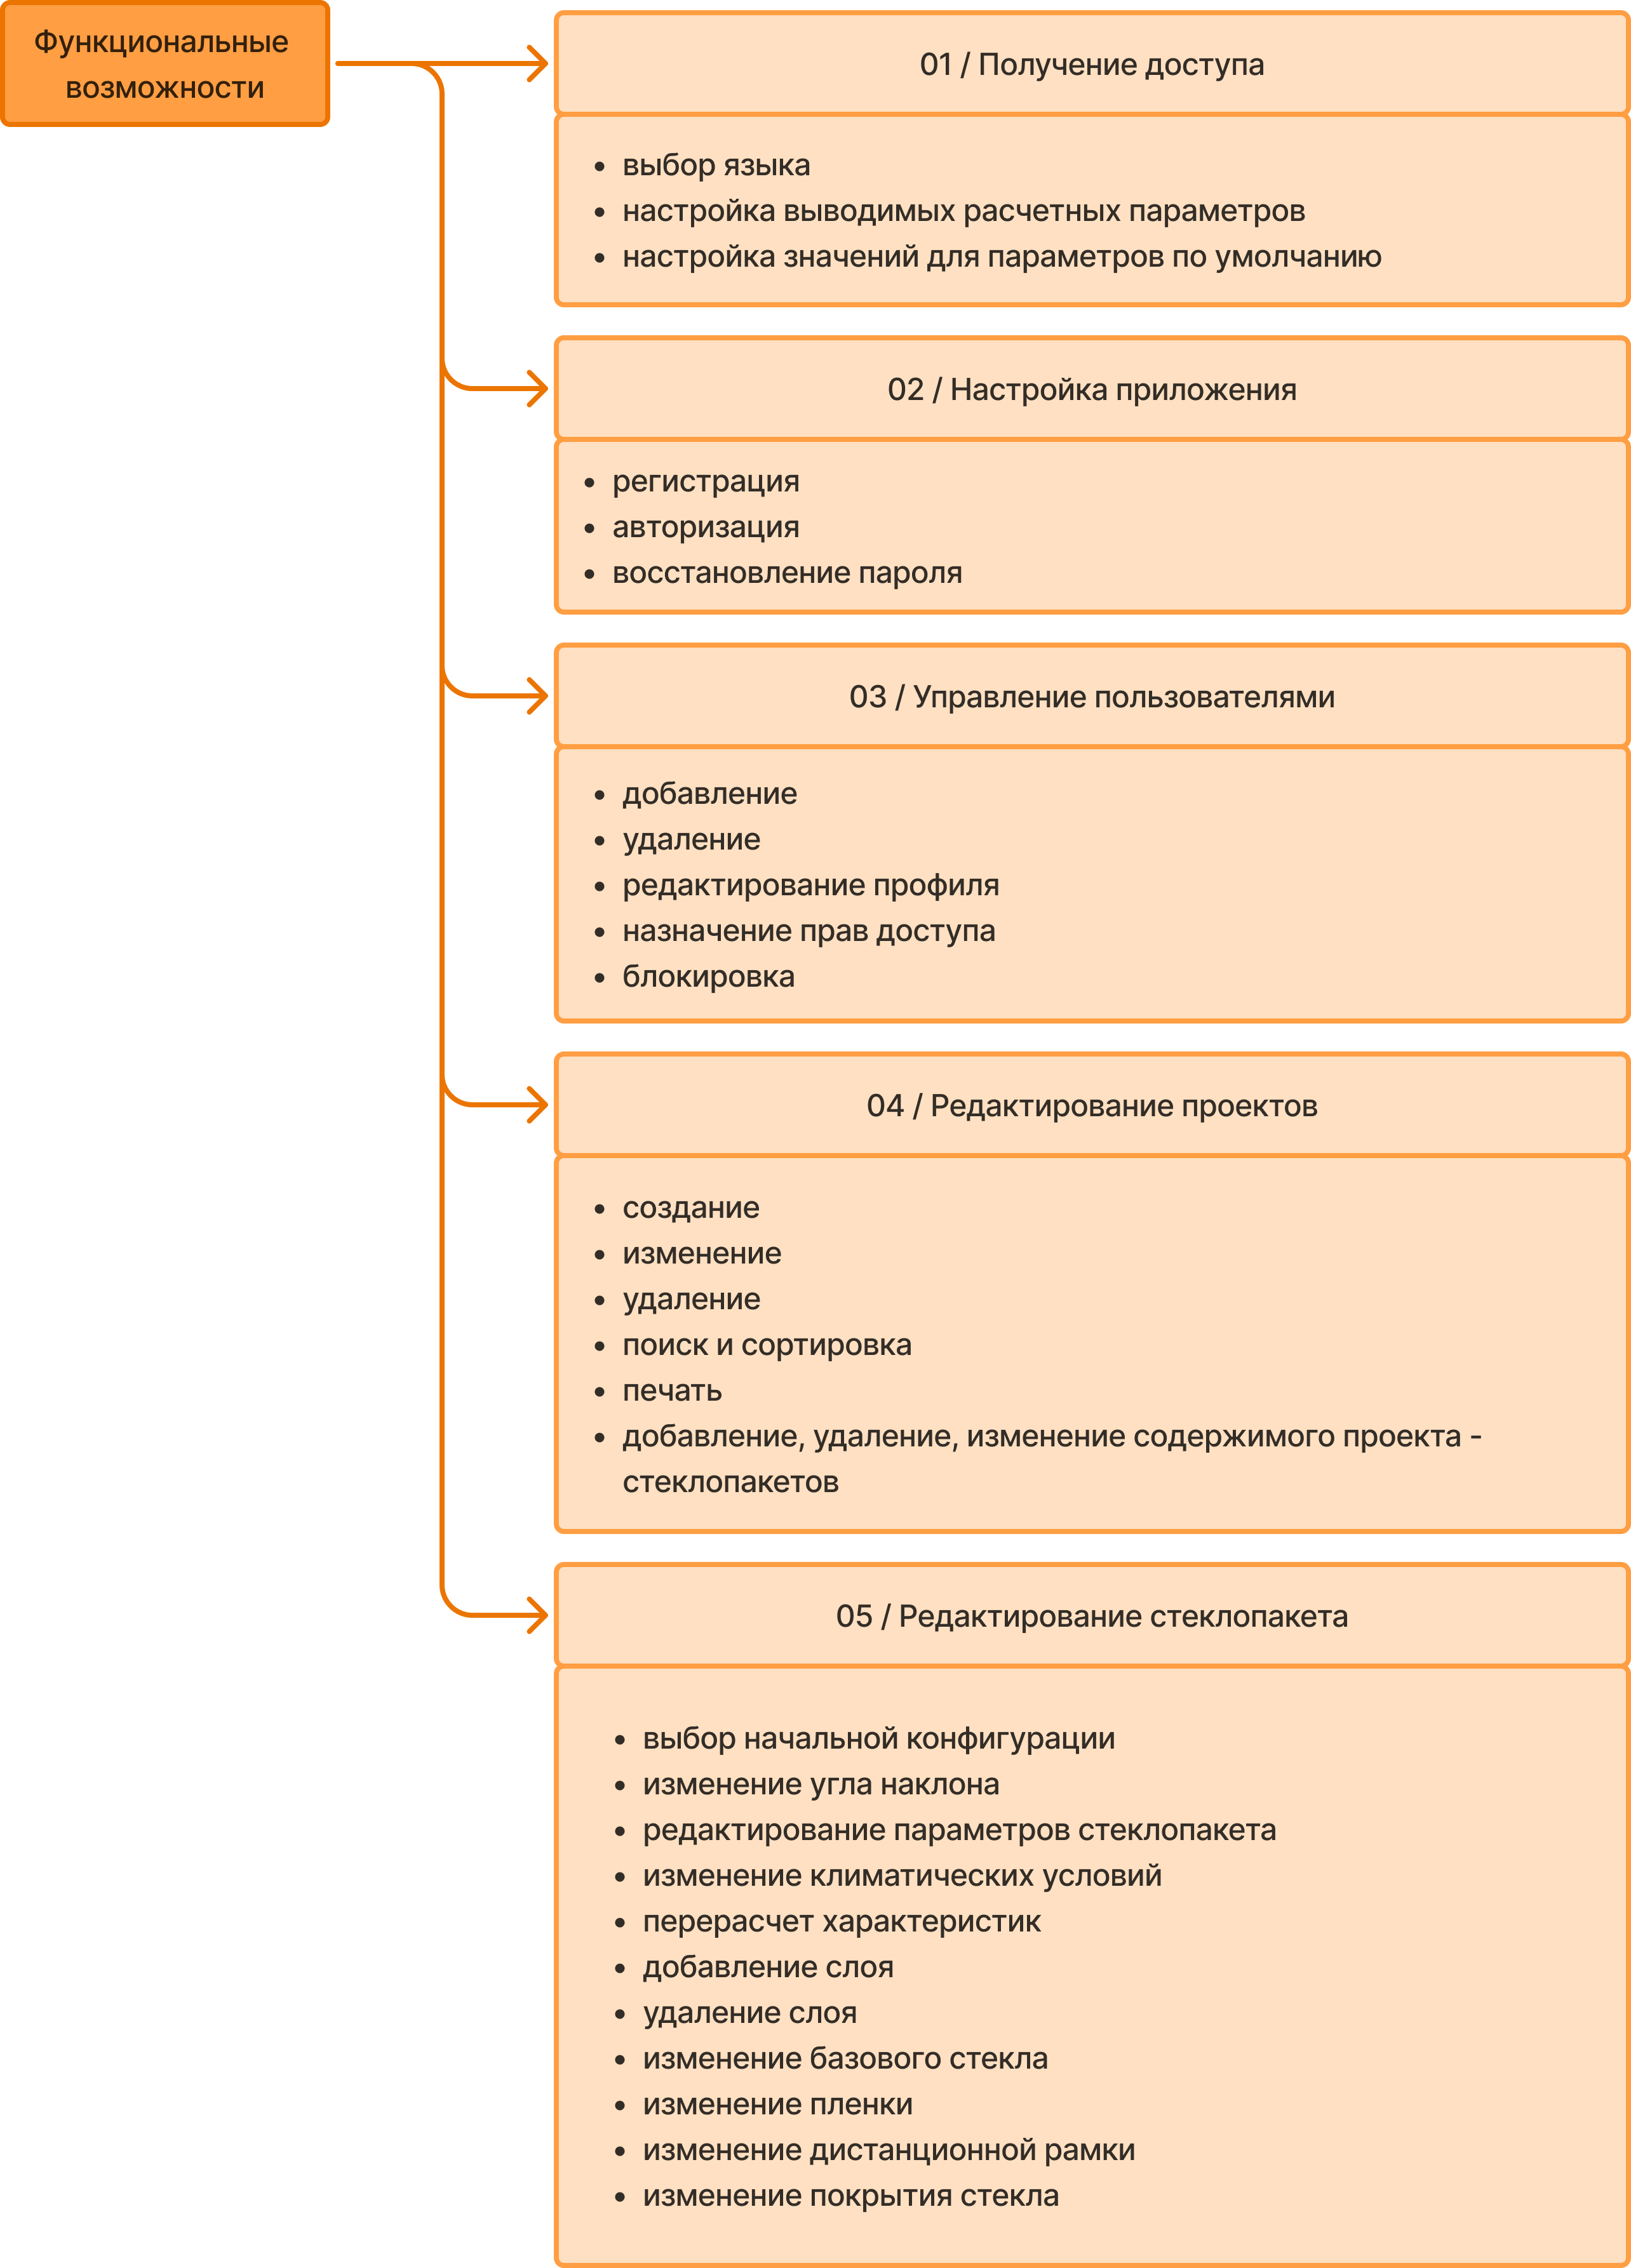 Функциональные
возможности
01 / Получение доступа
• выбор языка
• настройка выводимых расчетных параметров
• настройка значений для параметров по умолчанию
02 / Настройка приложения
• регистрация
• авторизация
• восстановление пароля
03 / Управление пользователями
• добавление
• удаление
• редактирование профиля
• назначение прав доступа
• блокировка
04 / Редактирование проектов
• создание
• изменение
• удаление
• поиск и сортировка
• печать
• добавление, удаление, изменение содержимого проекта -
стеклопакетов
05 / Редактирование стеклопакета
• выбор начальной конфигурации
• изменение угла наклона
• редактирование параметров стеклопакета
• изменение климатических условий
• перерасчет характеристик
• добавление слоя
• удаление слоя
• изменение базового стекла
• изменение пленки
• изменение дистанционной рамки
• изменение покрытия стекла